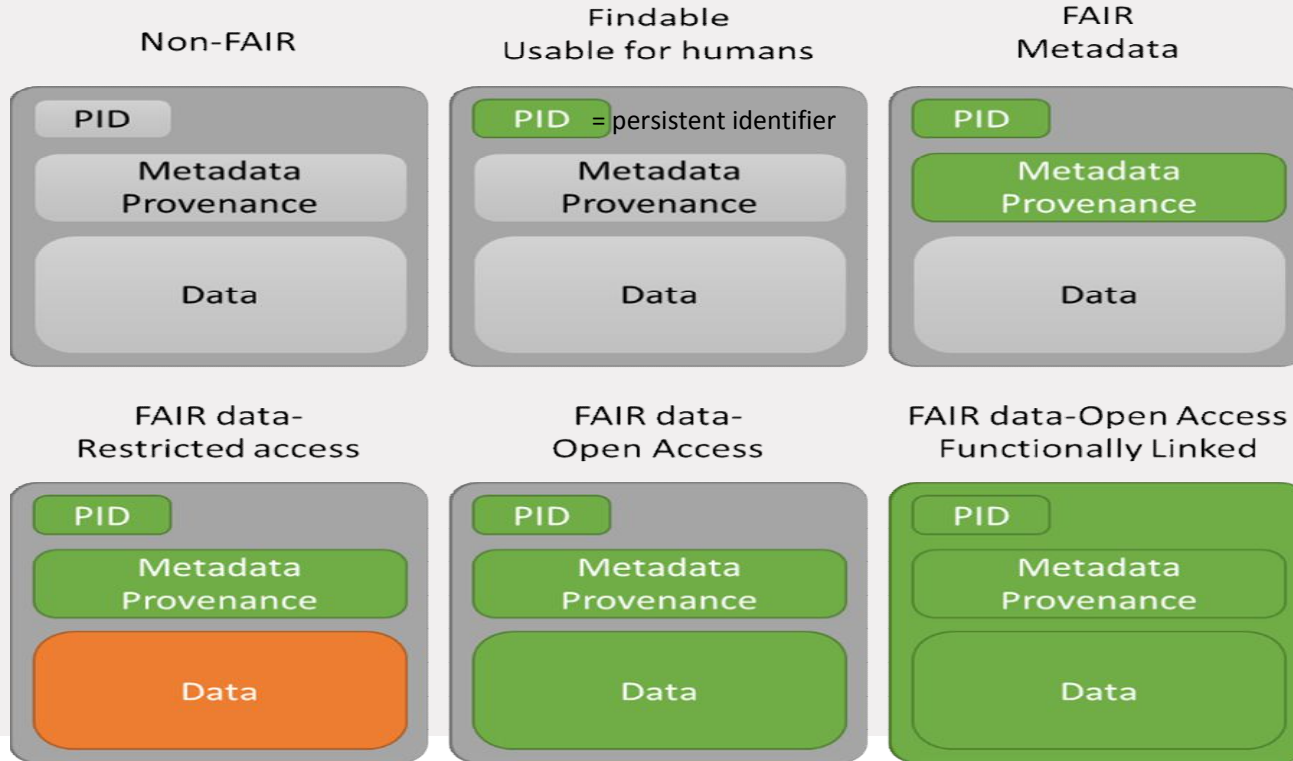 Non-FAIR
Findable
Usable for humans
FAIR
Metadata
PID
Metadata
Provenance
Data
PID = persistent identifier
Metadata
Provenance
Data
PID
Metadata
Provenance
Data
FAIR data-
Restricted access
FAIR data-
Open Access
FAIR data-Open Access
Functionally Linked
PID
Metadata
Provenance
Data
PID
Metadata
Provenance
Data
PID
Metadata
Provenance
Data